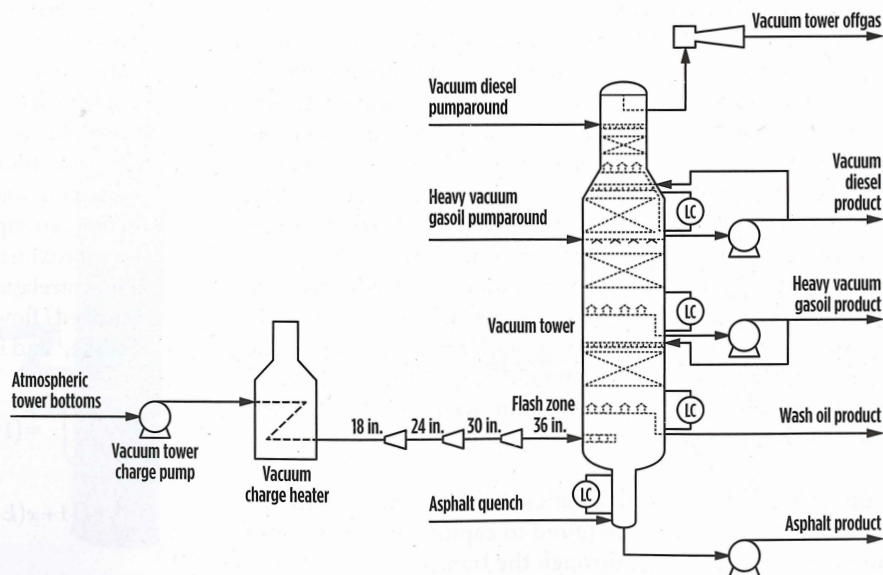 Vacuum tower offgas
Vacuum diesel
pumparound
Vacuum
diesel
product
LC
Heavy vacuum
gasoil pumparound
Heavy vacuum
gasoil product
LC
Vacuum tower
Atmospheric
tower bottoms
Flash zone
LC
18 in.
24 in.
30 in.
36 in.
Wash oil product
Vacuum tower
charge pump
Vacuum
charge heater
LC
Asphalt quench
Asphalt product